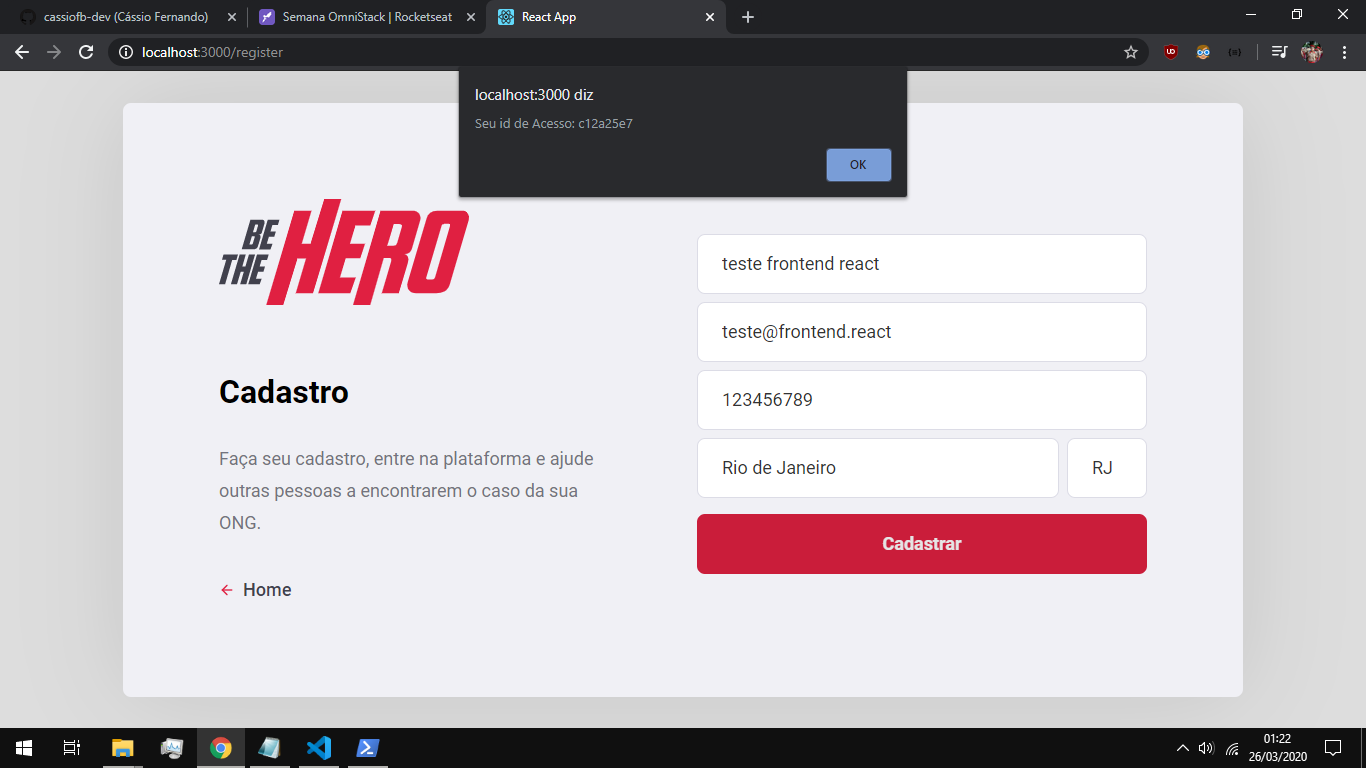 cassiofb-dev (Cássio Fernando)
Semana OmniStack | Rocketseat
React App
localhost:3000/register
localhost:3000 diz
Seu id de Acesso: c12a25e7
OK
BE
THE
HERO
Cadastro
Faça seu cadastro, entre na plataforma e ajude
outras pessoas a encontrarem o caso da sua
ONG.
Home
teste frontend react
teste@frontend.react
123456789
Rio de Janeiro
RJ
Cadastrar
01:22
26/03/2020